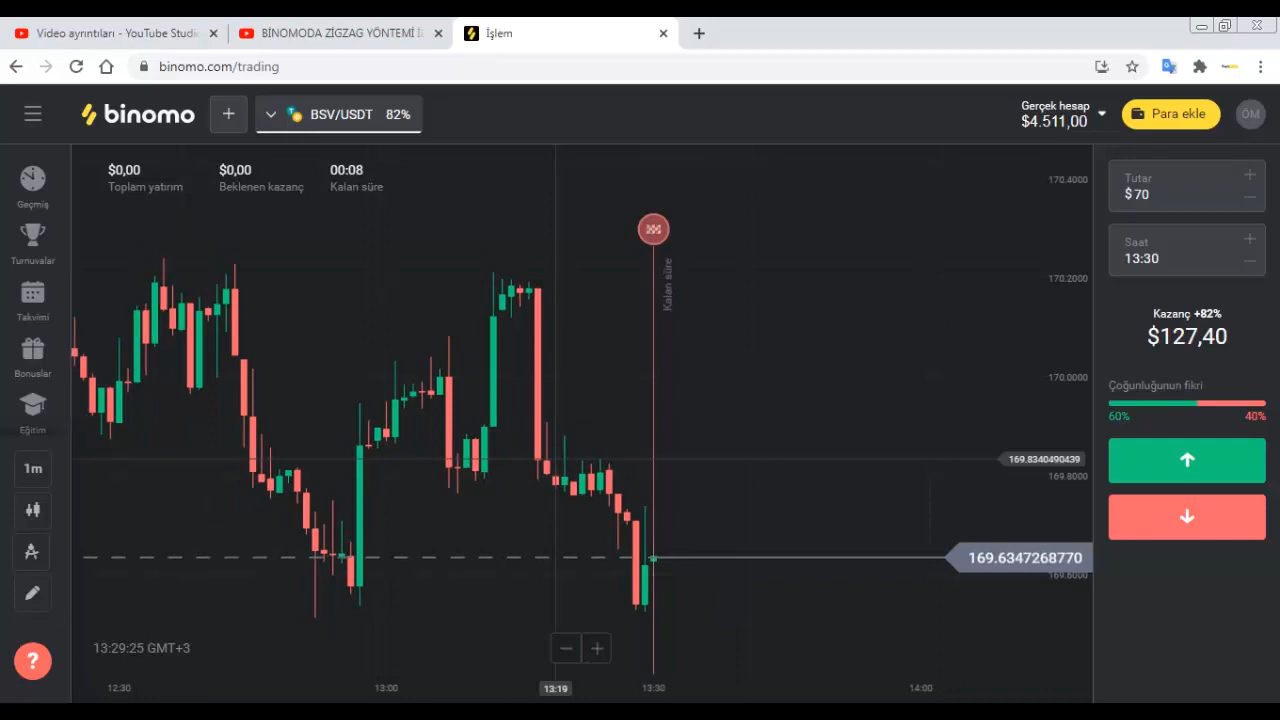 Video ayrıntıları - YouTube Studi
BİNOMODA ZİGZAG YÖNTEMİ İL
İşlem
binomo.com/trading
binomo
BSV/USDT 82%
Gerçek hesap
$4.511,00
Para ekle
ÖM
Geçmiş
Turnuvalar
Takvimi
Bonuslar
Eğitim
1m
?
$0,00
Toplam yatırım
$0,00
Beklenen kazanç
00:08
Kalan süre
Kalan süre
170.4000
170.2000
170.0000
169.8340490439
169.8000
169.6347268770
169.6000
13:29:25 GMT+3
12:30
13:00
13:19
13:30
14:00
Tutar
$70
Saat
13:30
Kazanç +82%
$127,40
Çoğunluğunun fikri
60%
40%